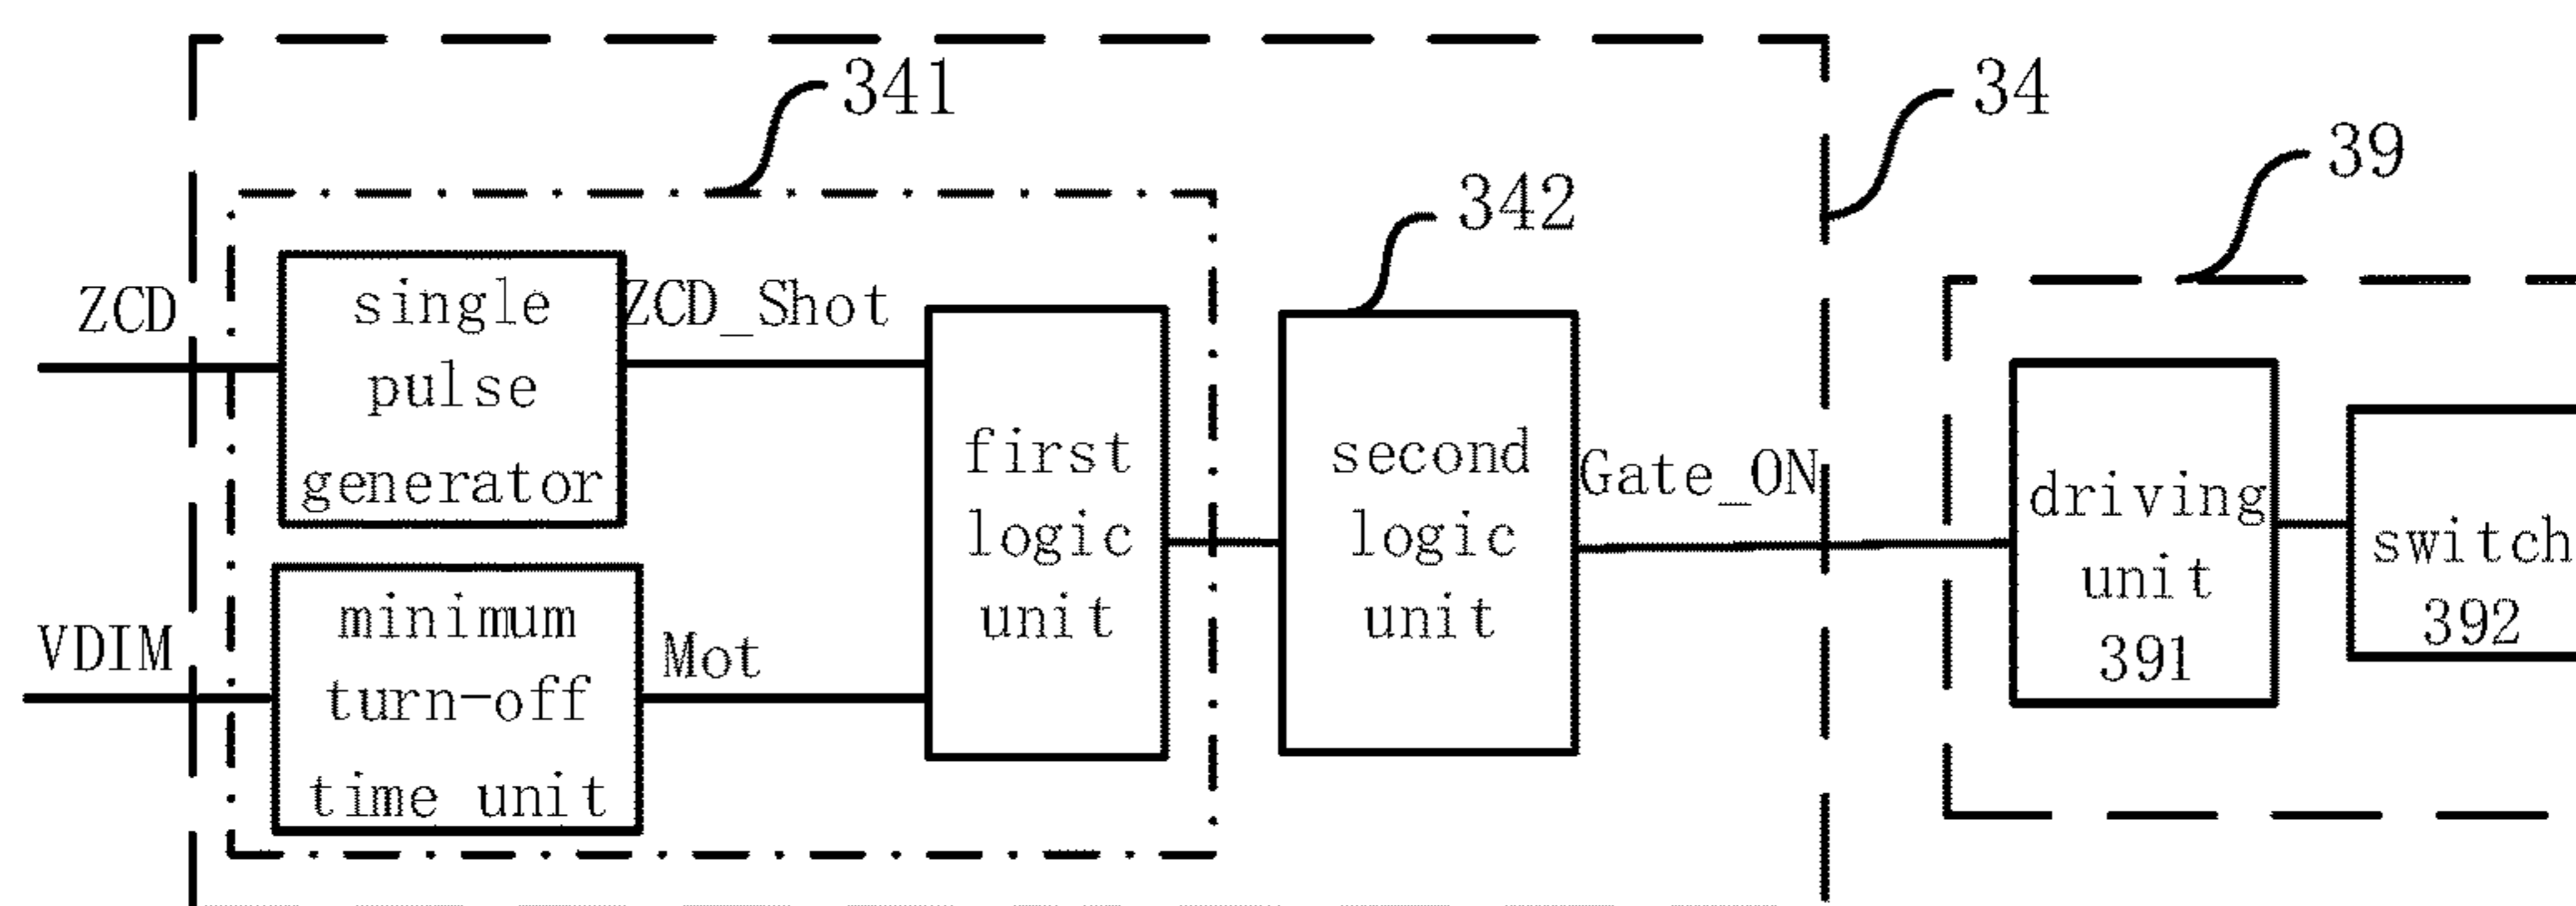 341
34
39
342
ZCD
single
pulse
generator
ZCD_Shot
VDIM
minimum
turn-off
time unit
Mot
first
logic
unit
second
logic
unit
Gate_ON
driving
unit
391
switch
392